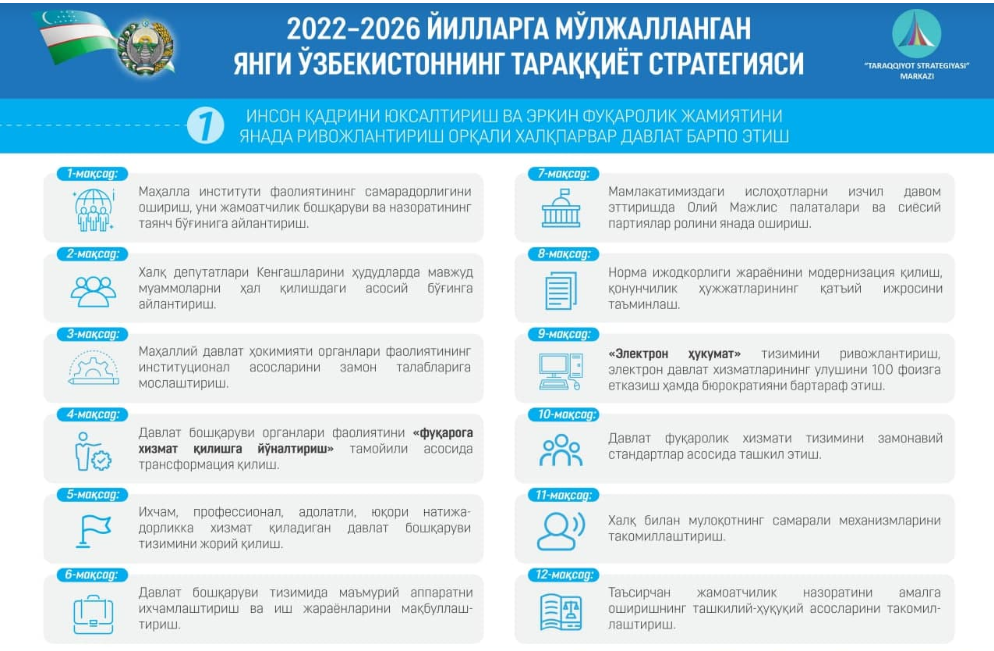 2022–2026 ЙИЛЛАРГА МЎЛЖАЛЛАНГАН
ЯНГИ ЎЗБЕКИСТОННИНГ ТАРАҚҚИЁТ СТРАТЕГИЯСИ
"TARAQQIYOT STRATEGIYASI"
MARKAZI
1
ИНСОН ҚАДРИНИ ЮКСАЛТИРИШ ВА ЭРКИН ФУҚАРОЛИК ЖАМИЯТИНИ
ЯНАДА РИВОЖЛАНТИРИШ ОРҚАЛИ ХАЛҚПАРВАР ДАВЛАТ БАРПО ЭТИШ
1-мақсад:
Маҳалла институти фаолиятининг самарадорлигини
ошириш, уни жамоатчилик бошқаруви ва назоратининг
таянч бўғинига айлантириш.
2-мақсад:
Халқ депутатлари Кенгашларини ҳудудларда мавжуд
муаммоларни ҳал қилишдаги асосий бўғинга
айлантириш.
3-мақсад:
Маҳаллий давлат ҳокимияти органлари фаолиятининг
институционал асосларини замон талабларига
мослаштириш.
4-мақсад:
Давлат бошқаруви органлари фаолиятини «фуқарога
хизмат қилишга йўналтириш» тамойили асосида
трансформация қилиш.
5-мақсад:
Ихчам, профессионал, адолатли, юқори натижа-
дорликка хизмат қиладиган давлат бошқаруви
тизимини жорий қилиш.
6-мақсад:
Давлат бошқаруви тизимида маъмурий аппаратни
ихчамлаштириш ва иш жараёнларини мақбуллаш-
тириш.
7-мақсад:
Мамлакатимиздаги ислоҳотларни изчил давом
эттиришда Олий Мажлис палаталари ва сиёсий
партиялар ролини янада ошириш.
8-мақсад:
Норма ижодкорлиги жараёнини модернизация қилиш,
қонунчилик ҳужжатларининг қатъий ижросини
таъминлаш.
9-мақсад:
«Электрон ҳукумат» тизимини ривожлантириш,
электрон давлат хизматларининг улушини 100 фоизга
етказиш ҳамда бюрократияни бартараф этиш.
10-мақсад:
Давлат фуқаролик хизмати тизимини замонавий
стандартлар асосида ташкил этиш.
11-мақсад:
Халқ билан мулоқотнинг самарали механизмларини
такомиллаштириш.
12-мақсад:
Таъсирчан жамоатчилик назоратини амалга
оширишнинг ташкилий-ҳуқуқий асосларини такомил-
лаштириш.